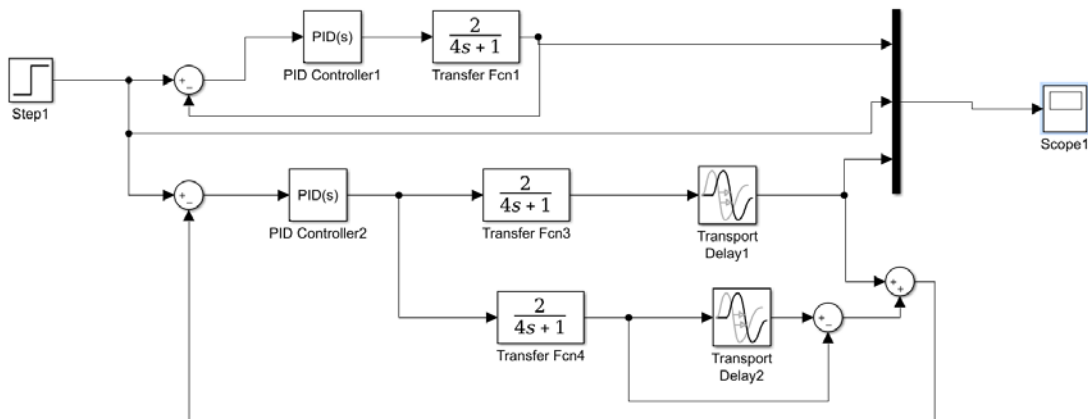 PID(s)
2
4s + 1
PID Controller1
Transfer Fcn1
+
−
Step1
Scope1
PID(s)
2
4s + 1
+
−
PID Controller2
Transfer Fcn3
Transport
Delay1
+
+
2
4s + 1
+
−
Transfer Fcn4
Transport
Delay2